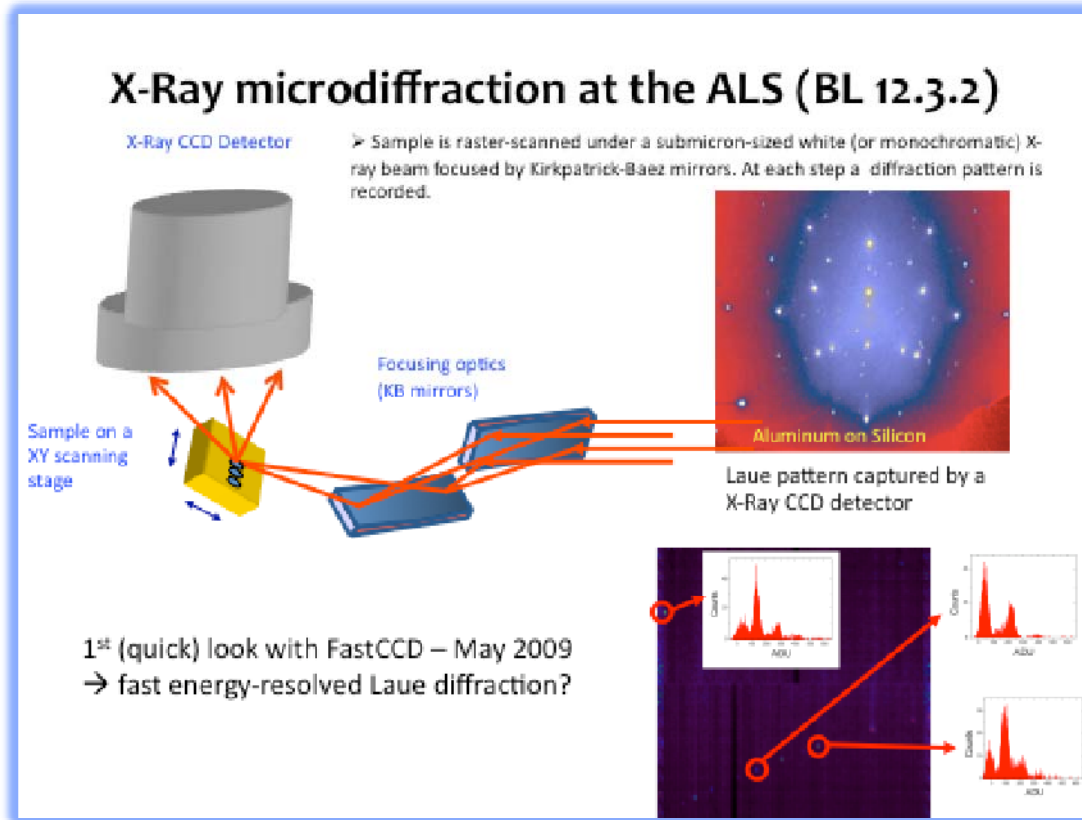 X-Ray microdiffraction at the ALS (BL 12.3.2)
X-Ray CCD Detector
➢ Sample is raster-scanned under a submicron-sized white (or monochromatic) X-
ray beam focused by Kirkpatrick-Baez mirrors. At each step a diffraction pattern is
recorded.
Focusing optics
(KB mirrors)
Sample on a
XY scanning
stage
Aluminum on Silicon
Laue pattern captured by a
X-Ray CCD detector
1st (quick) look with FastCCD – May 2009
→ fast energy-resolved Laue diffraction?
Counts
ADU
Counts
ADU
Counts
ADU